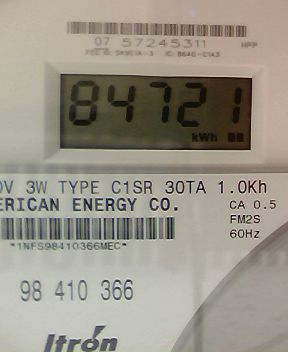 07 57245311
84721
kWh
0V 3W TYPE C1SR 30TA 1.0Kh
ERICAN ENERGY CO. CA 0.5
FM2S
60Hz
*1NFS98410366MEC*
98 410 366
Itrón